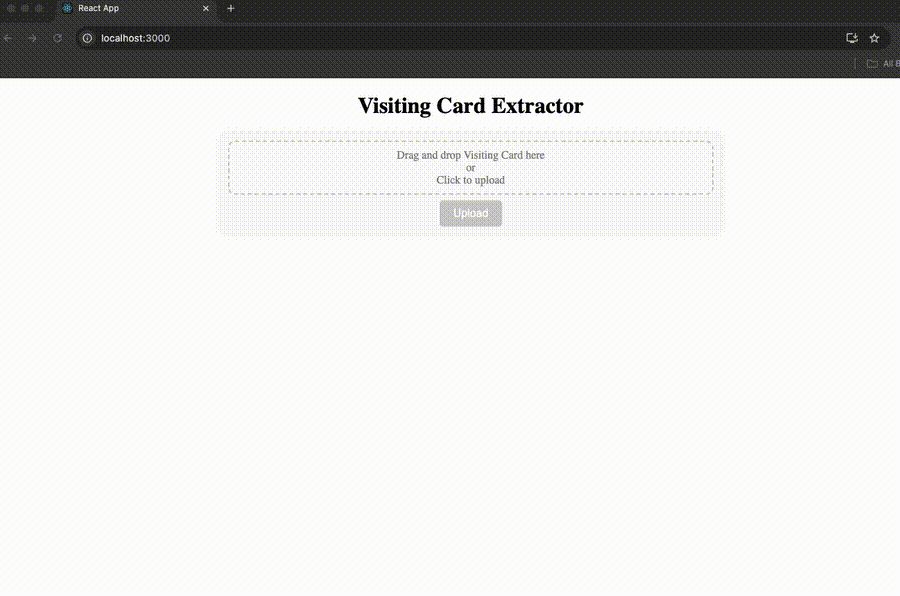 React App
localhost:3000
All B
Visiting Card Extractor
Drag and drop Visiting Card here
or
Click to upload
Upload